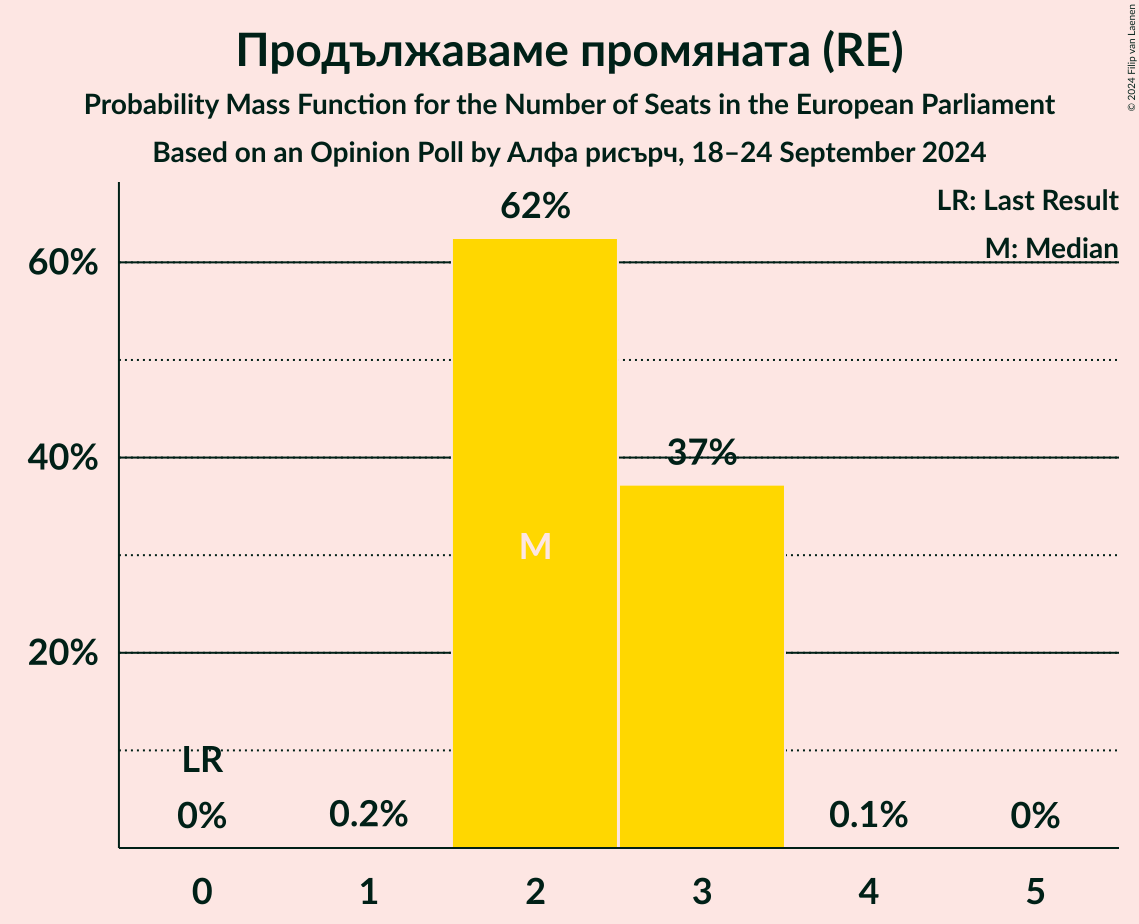 Продължаваме промяната (RE)
Probability Mass Function for the Number of Seats in the European Parliament
Based on an Opinion Poll by Алфа рисърч, 18–24 September 2024
© 2024 Filip van Laenen
LR: Last Result
M: Median
62%
60%
40%
37%
M
20%
LR
0%
0.2%
0.1%
0%
0
1
2
3
4
5